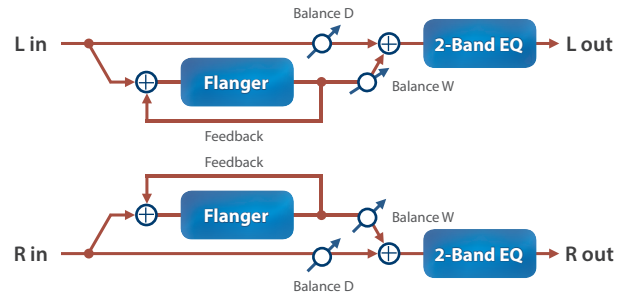 Balance D
L in
2-Band EQ
L out
Flanger
Balance W
Feedback
Feedback
Flanger
Balance W
R in
2-Band EQ
R out
Balance D